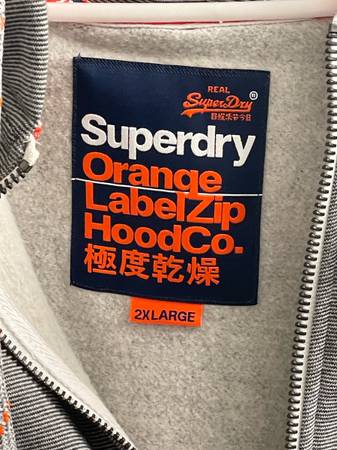 REAL
SuperDry
®
Superdry
Orange
LabelZip
HoodCo.
極度乾燥
2XLARGE